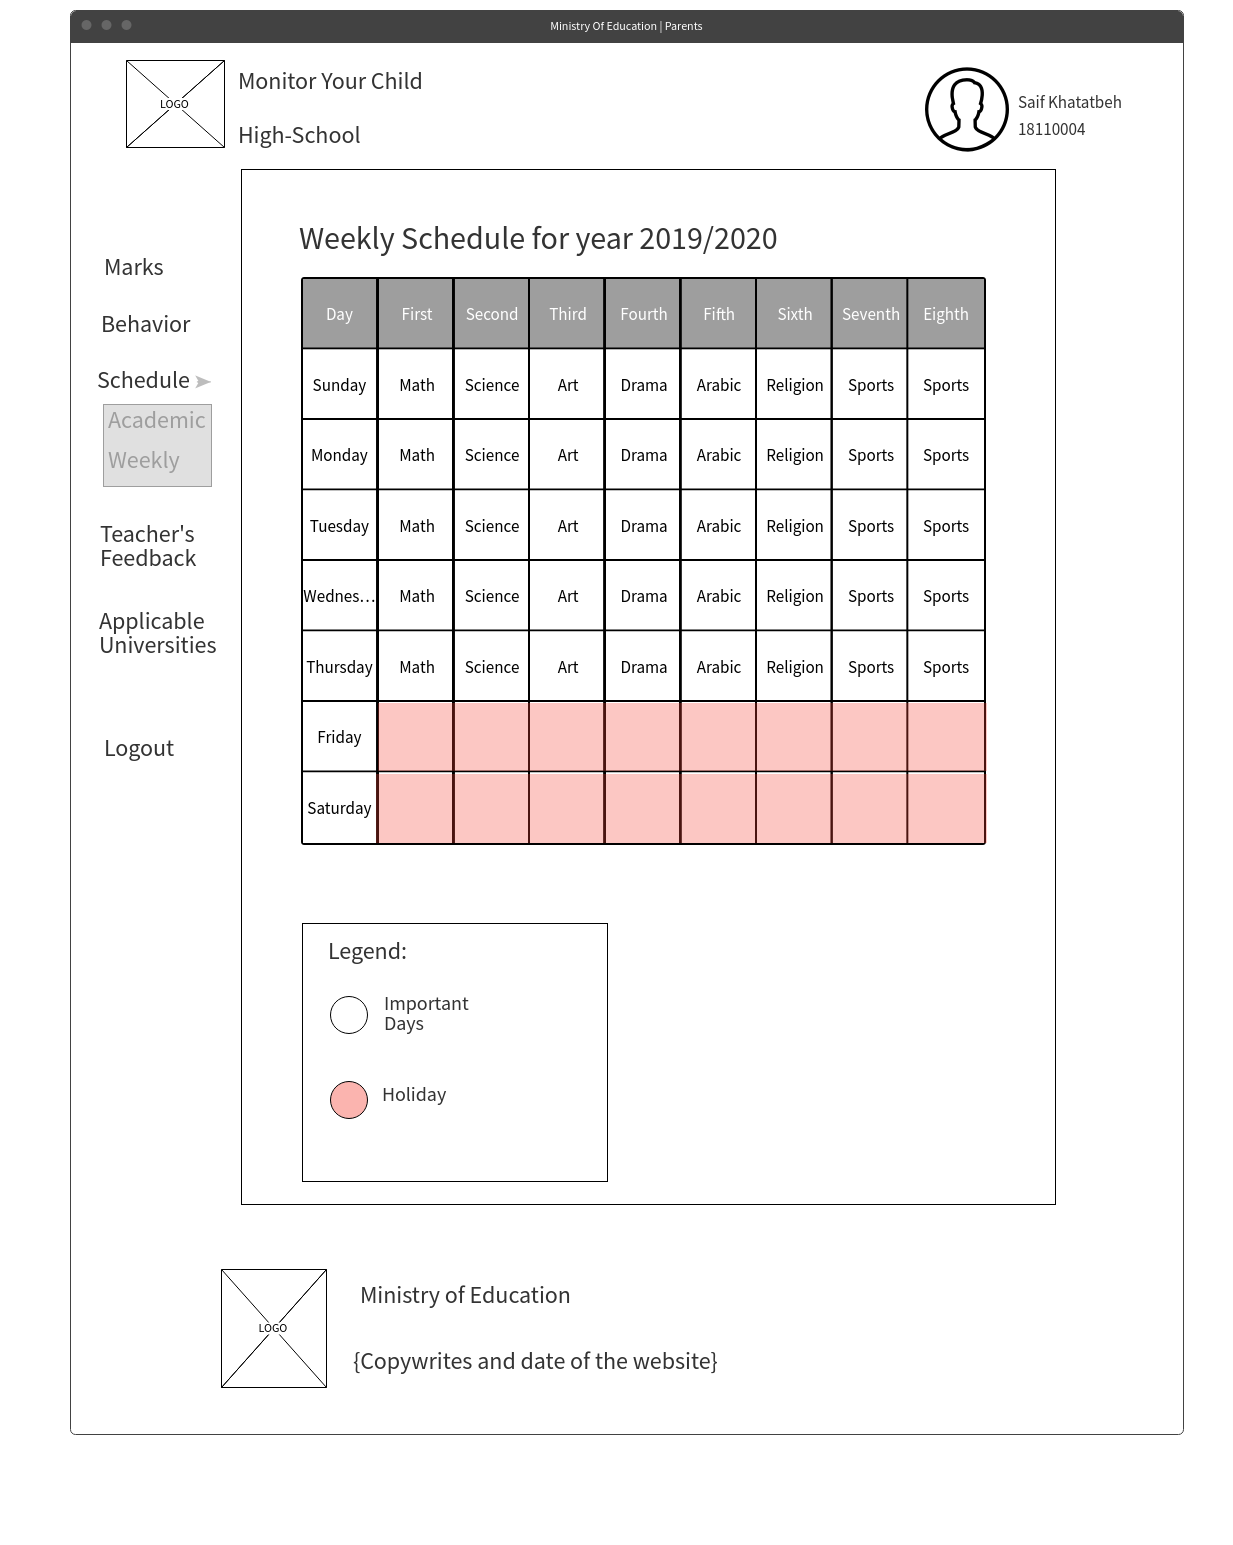 Ministry Of Education | Parents
LOGO
Monitor Your Child
High-School
Saif Khatatbeh
18110004
Marks
Behavior
Schedule
Academic
Weekly
Teacher's
Feedback
Applicable
Universities
Logout
Weekly Schedule for year 2019/2020
Day First Second Third Fourth Fifth Sixth Seventh Eighth
Sunday Math Science Art Drama Arabic Religion Sports Sports
Monday Math Science Art Drama Arabic Religion Sports Sports
Tuesday Math Science Art Drama Arabic Religion Sports Sports
Wednes... Math Science Art Drama Arabic Religion Sports Sports
Thursday Math Science Art Drama Arabic Religion Sports Sports
Friday
Saturday
Legend:
Important
Days
Holiday
LOGO
Ministry of Education
{Copywrites and date of the website}